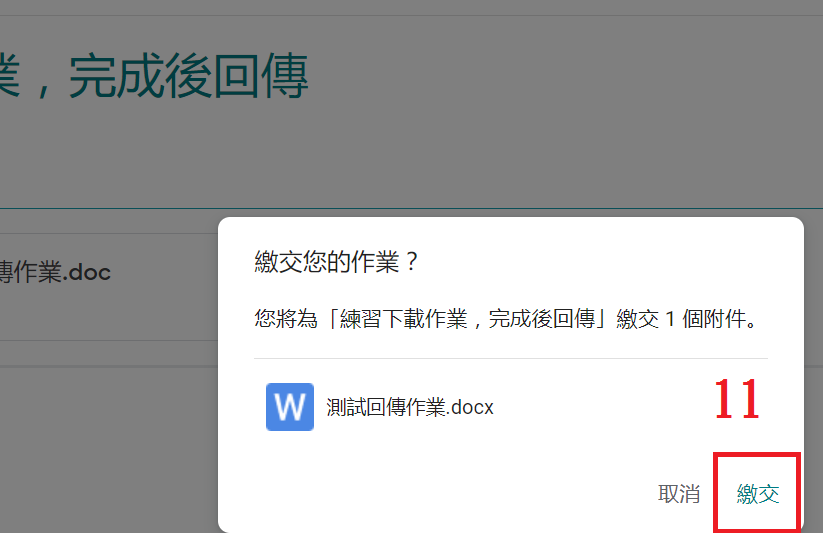 業，完成後回傳
傳作業.doc
繳交您的作業？
您將為「練習下載作業，完成後回傳」繳交 1 個附件。
W
測試回傳作業.docx
11
取消
繳交